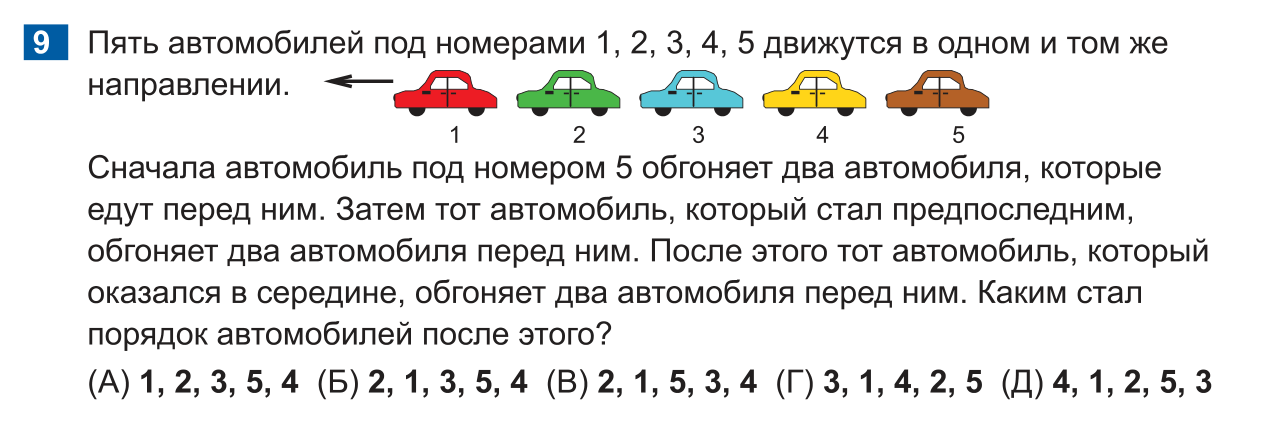 9 Пять автомобилей под номерами 1, 2, 3, 4, 5 движутся в одном и том же
направлении.
1 2 3 4 5
Сначала автомобиль под номером 5 обгоняет два автомобиля, которые
едут перед ним. Затем тот автомобиль, который стал предпоследним,
обгоняет два автомобиля перед ним. После этого тот автомобиль, который
оказался в середине, обгоняет два автомобиля перед ним. Каким стал
порядок автомобилей после этого?
(А) 1, 2, 3, 5, 4 (Б) 2, 1, 3, 5, 4 (В) 2, 1, 5, 3, 4 (Г) 3, 1, 4, 2, 5 (Д) 4, 1, 2, 5, 3